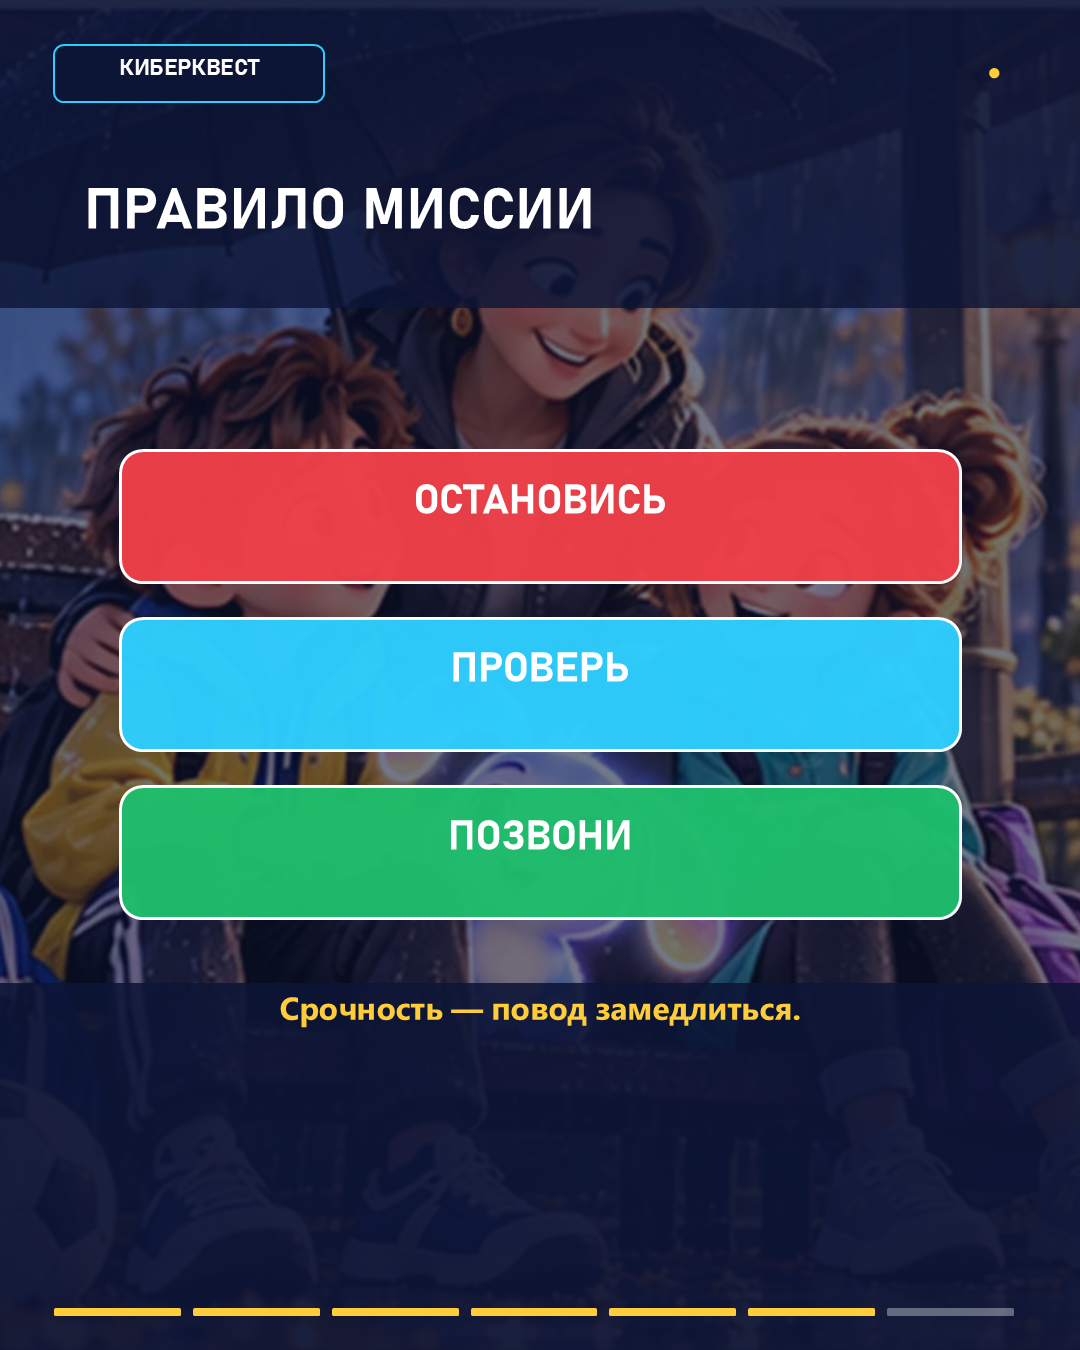 КИБЕРКВЕСТ
ПРАВИЛО МИССИИ
ОСТАНОВИСЬ
ПРОВЕРЬ
ПОЗВОНИ
Срочность — повод замедлиться.